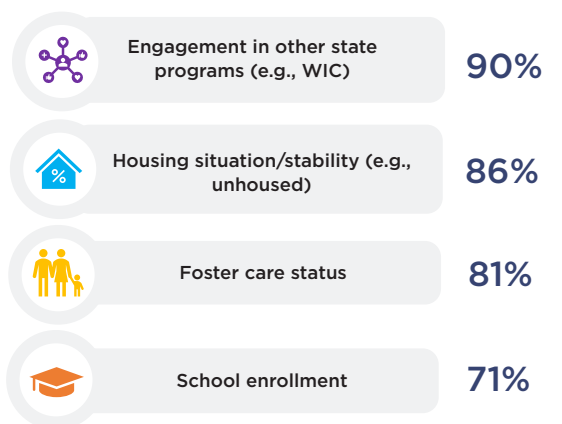 Engagement in other state
programs (e.g., WIC)
90%
%
Housing situation/stability (e.g.,
unhoused)
86%
Foster care status
81%
School enrollment
71%